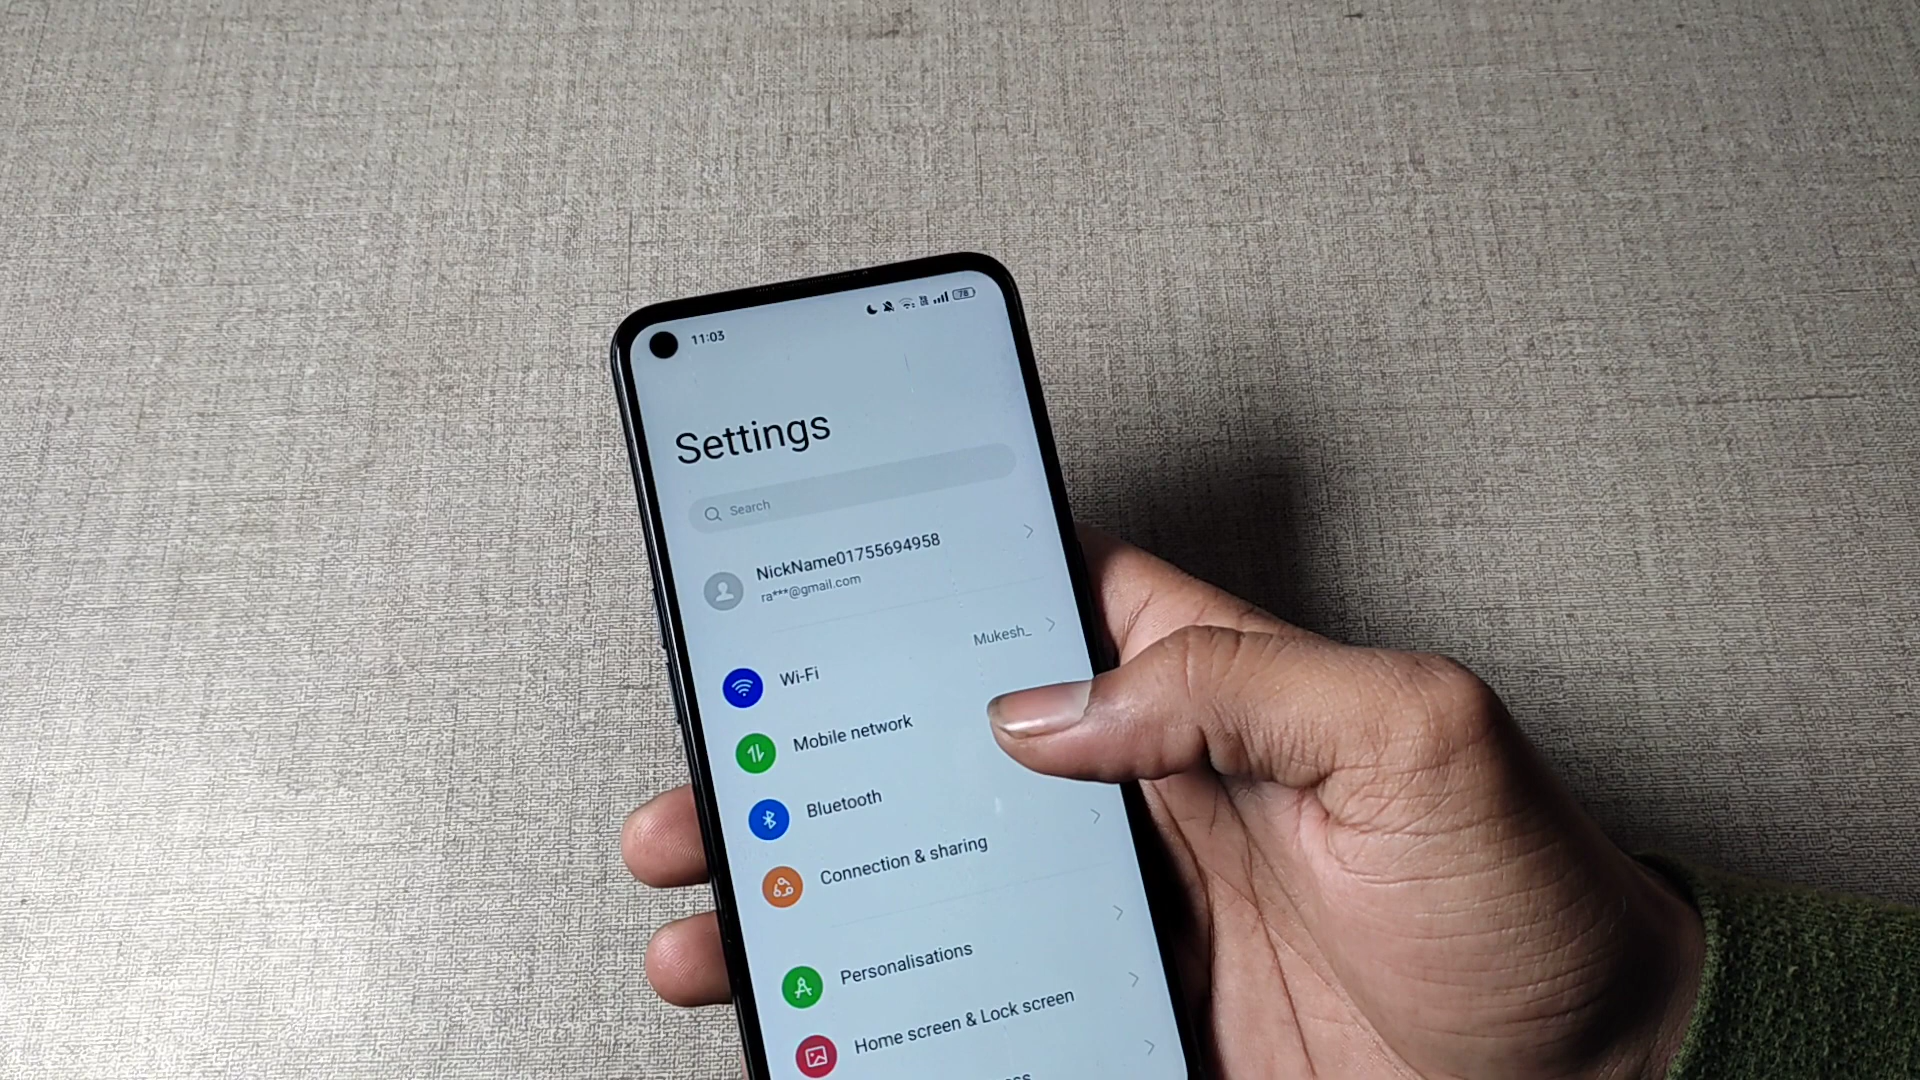 11:03
78
Settings
Search
NickName01755694958
ra***@gmail.com
Wi-Fi
Mukesh_
Mobile network
Bluetooth
Connection & sharing
Personalisations
Home screen & Lock screen